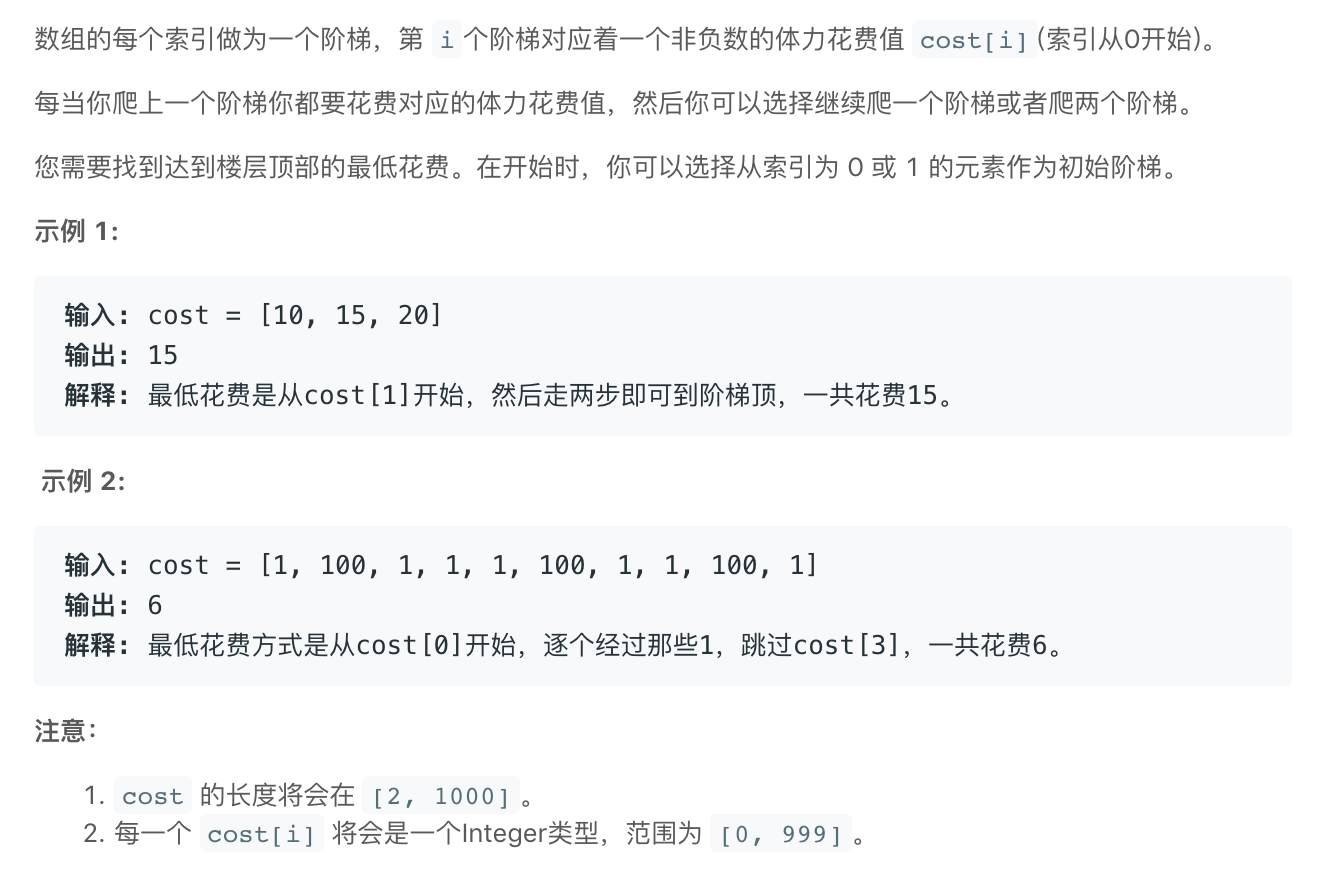 数组的每个索引做为一个阶梯，第 i 个阶梯对应着一个非负数的体力花费值 cost[i](索引从0开始)。
每当你爬上一个阶梯你都要花费对应的体力花费值，然后你可以选择继续爬一个阶梯或者爬两个阶梯。
您需要找到达到楼层顶部的最低花费。在开始时，你可以选择从索引为 0 或 1 的元素作为初始阶梯。
示例 1:
输入: cost = [10, 15, 20]
输出: 15
解释: 最低花费是从cost[1]开始，然后走两步即可到阶梯顶，一共花费15。
示例 2:
输入: cost = [1, 100, 1, 1, 1, 100, 1, 1, 100, 1]
输出: 6
解释: 最低花费方式是从cost[0]开始，逐个经过那些1，跳过cost[3]，一共花费6。
注意：
1. cost 的长度将会在 [2, 1000]。
2. 每一个 cost[i] 将会是一个Integer类型，范围为 [0, 999]。